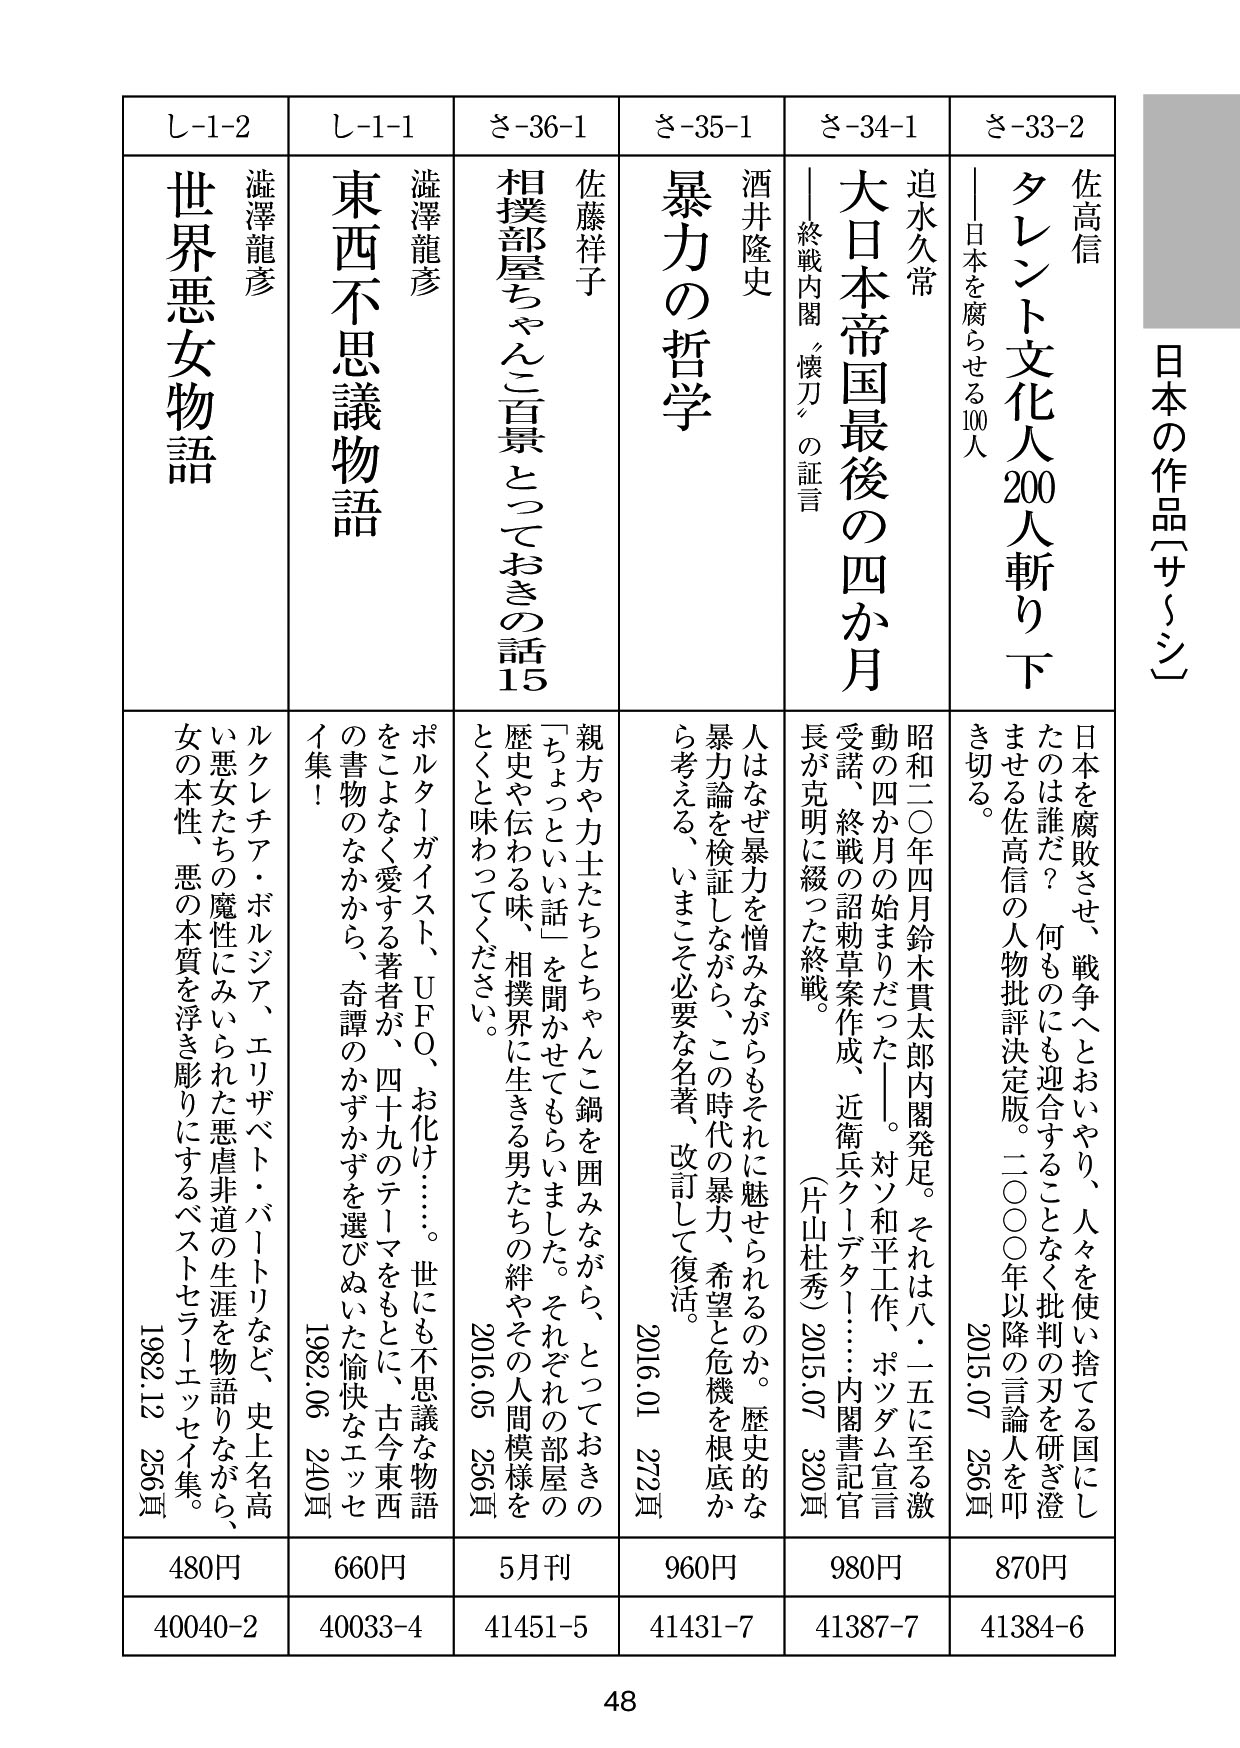 日本の作品〔サ〜シ〕
さ-33-2
佐高信
タレント文化人200人斬り 下
――日本を腐らせる100人
日本を腐敗させ、戦争へとおいやり、人々を使い捨てる国にし
たのは誰だ？　何ものにも迎合することなく批判の刃を研ぎ澄
ませる佐高信の人物批評決定版。二〇〇〇年以降の言論人を叩
き切る。
2015.07　256頁
870円
41384-6
さ-34-1
迫水久常
大日本帝国最後の四か月
――終戦内閣〝懐刀〟の証言
昭和二〇年四月鈴木貫太郎内閣発足。それは八・一五に至る激
動の四か月の始まりだった――。対ソ和平工作、ポツダム宣言
受諾、終戦の詔勅草案作成、近衛兵クーデター……内閣書記官
長が克明に綴った終戦。　（片山杜秀）2015.07　320頁
980円
41387-7
さ-35-1
酒井隆史
暴力の哲学
人はなぜ暴力を憎みながらもそれに魅せられるのか。歴史的な
暴力論を検証しながら、この時代の暴力、希望と危機を根底か
ら考える、いまこそ必要な名著、改訂して復活。
2016.01　272頁
960円
41431-7
さ-36-1
佐藤祥子
相撲部屋ちゃんこ百景 とっておきの話15
親方や力士たちとちゃんこ鍋を囲みながら、とっておきの
「ちょっといい話」を聞かせてもらいました。それぞれの部屋の
歴史や伝わる味、相撲界に生きる男たちの絆やその人間模様を
とくと味わってください。
2016.05　256頁
5月刊
41451-5
し-1-1
澁澤龍彦
東西不思議物語
ポルターガイスト、ＵＦＯ、お化け……。世にも不思議な物語
をこよなく愛する著者が、四十九のテーマをもとに、古今東西
の書物のなかから、奇譚のかずかずを選びぬいた愉快なエッセ
イ集！
1982.06　240頁
660円
40033-4
し-1-2
澁澤龍彦
世界悪女物語
ルクレチア・ボルジア、エリザベト・バートリなど、史上名高
い悪女たちの魔性にみいられた悪虐非道の生涯を物語りながら、
女の本性、悪の本質を浮き彫りにするベストセラーエッセイ集。
1982.12　256頁
480円
40040-2
48